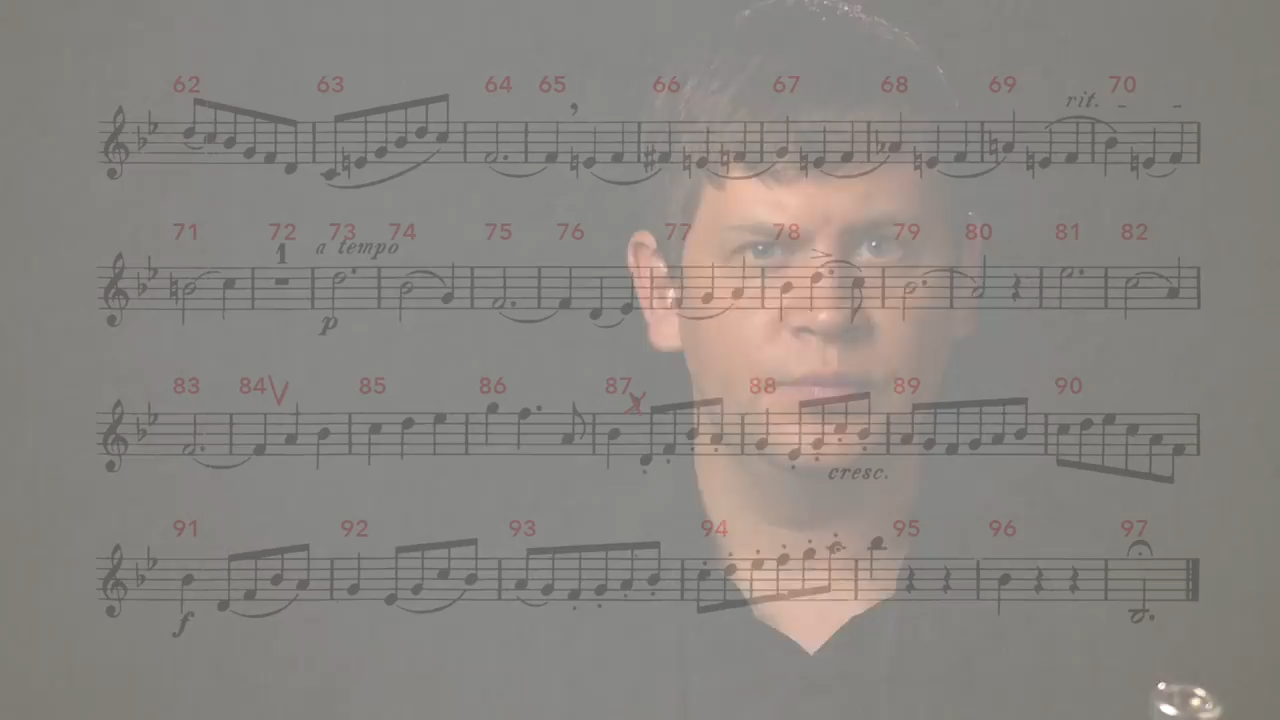 62 63 64 65 66 67 68 69 70
rit.
71 72 73 74 75 76 77 78 79 80 81 82
1 a tempo
p
83 84 85 86 87 88 89 90
cresc.
91 92 93 94 95 96 97
f